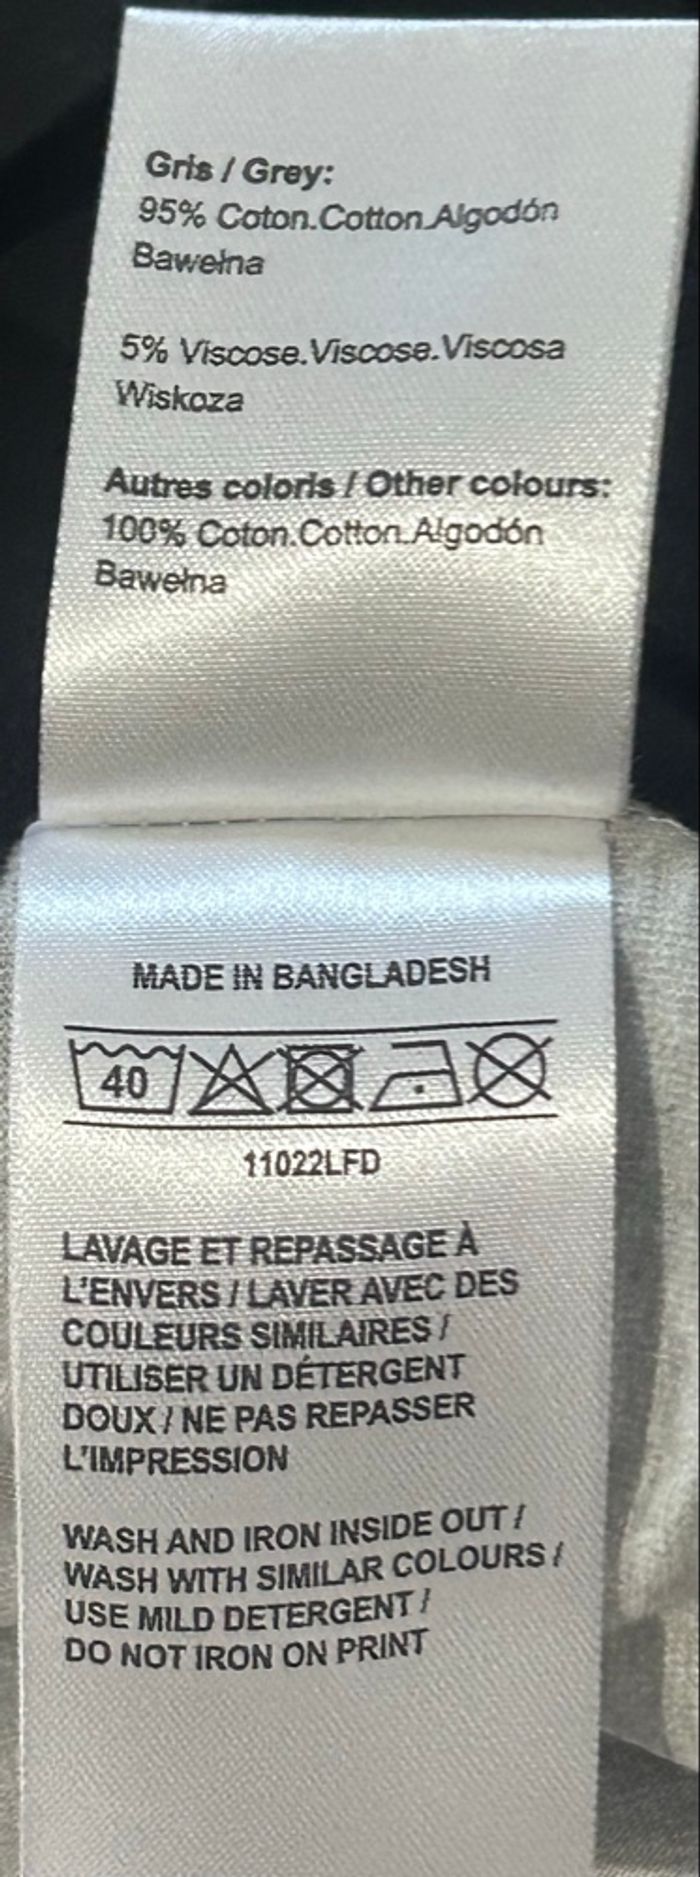 Gris / Grey:
95% Coton.Cotton.Algodón
Bawełna
5% Viscose.Viscose.Viscosa
Wiskoza
Autres coloris / Other colours:
100% Coton.Cotton.Algodón
Bawełna
MADE IN BANGLADESH
40
11022LFD
LAVAGE ET REPASSAGE À
L'ENVERS / LAVER AVEC DES
COULEURS SIMILAIRES /
UTILISER UN DÉTERGENT
DOUX / NE PAS REPASSER
L'IMPRESSION
WASH AND IRON INSIDE OUT /
WASH WITH SIMILAR COLOURS /
USE MILD DETERGENT /
DO NOT IRON ON PRINT